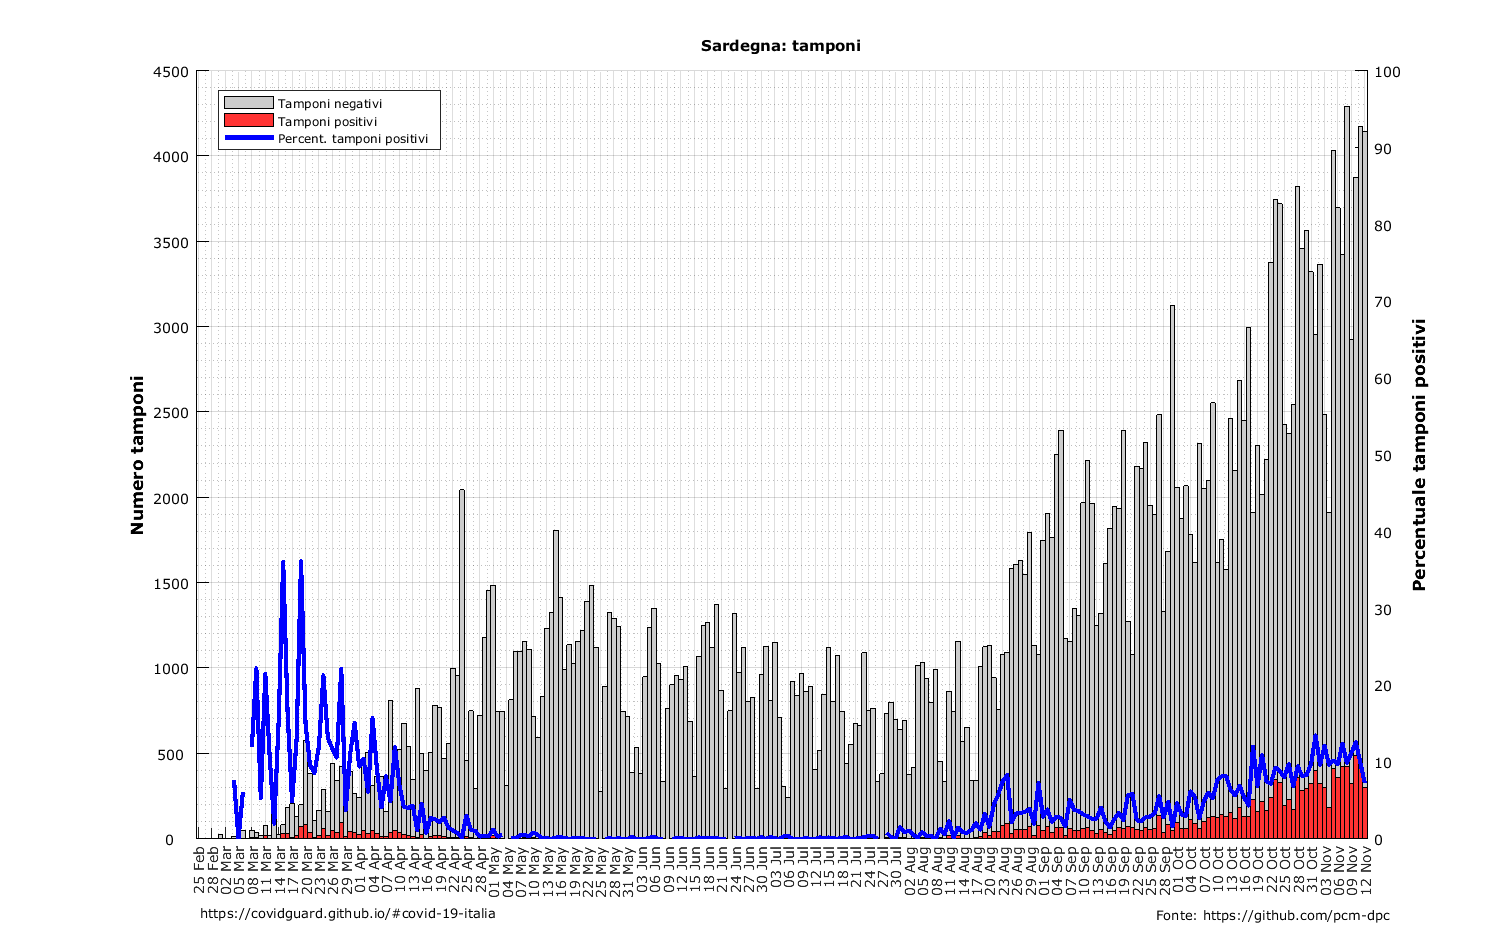 Sardegna: tamponi
Tamponi negativi
Tamponi positivi
Percent. tamponi positivi
Numero tamponi
4500
4000
3500
3000
2500
2000
1500
1000
500
0
Percentuale tamponi positivi
100
90
80
70
60
50
40
30
20
10
0
25 Feb
28 Feb
02 Mar
05 Mar
08 Mar
11 Mar
14 Mar
17 Mar
20 Mar
23 Mar
26 Mar
29 Mar
01 Apr
04 Apr
07 Apr
10 Apr
13 Apr
16 Apr
19 Apr
22 Apr
25 Apr
28 Apr
01 May
04 May
07 May
10 May
13 May
16 May
19 May
22 May
25 May
28 May
31 May
03 Jun
06 Jun
09 Jun
12 Jun
15 Jun
18 Jun
21 Jun
24 Jun
27 Jun
30 Jun
03 Jul
06 Jul
09 Jul
12 Jul
15 Jul
18 Jul
21 Jul
24 Jul
27 Jul
30 Jul
02 Aug
05 Aug
08 Aug
11 Aug
14 Aug
17 Aug
20 Aug
23 Aug
26 Aug
29 Aug
01 Sep
04 Sep
07 Sep
10 Sep
13 Sep
16 Sep
19 Sep
22 Sep
25 Sep
28 Sep
01 Oct
04 Oct
07 Oct
10 Oct
13 Oct
16 Oct
19 Oct
22 Oct
25 Oct
28 Oct
31 Oct
03 Nov
06 Nov
09 Nov
12 Nov
https://covidguard.github.io/#covid-19-italia
Fonte: https://github.com/pcm-dpc